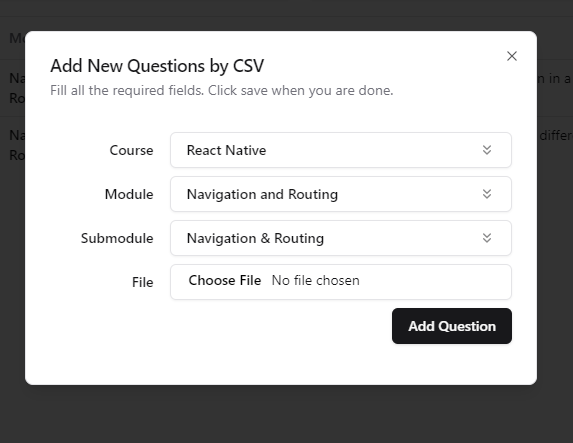 Add New Questions by CSV
Fill all the required fields. Click save when you are done.
Course React Native
Module Navigation and Routing
Submodule Navigation & Routing
File Choose File No file chosen
Add Question
Na
Ro
n in a
Na
Ro
differ